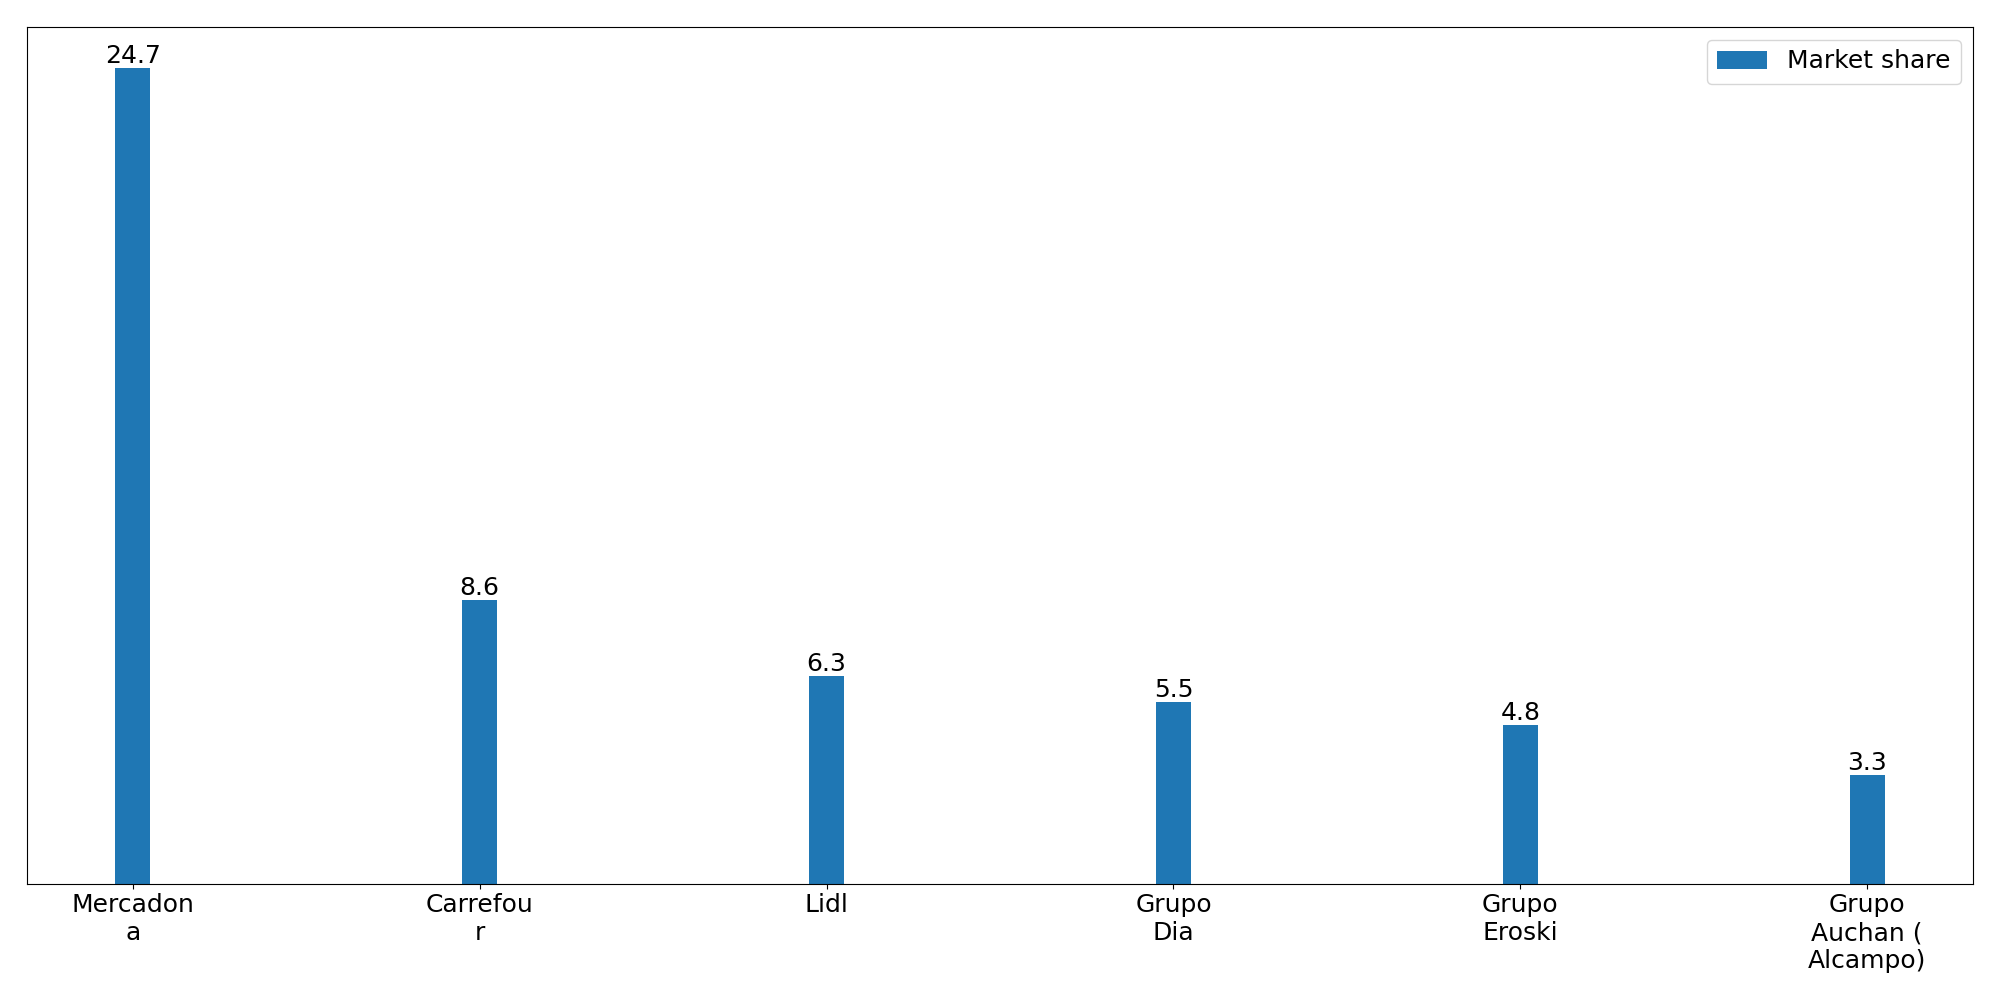 24.7
Market share
8.6
6.3
5.5
4.8
3.3
Mercadon
a
Carrefou
r
Lidl
Grupo
Dia
Grupo
Eroski
Grupo
Auchan (
Alcampo)